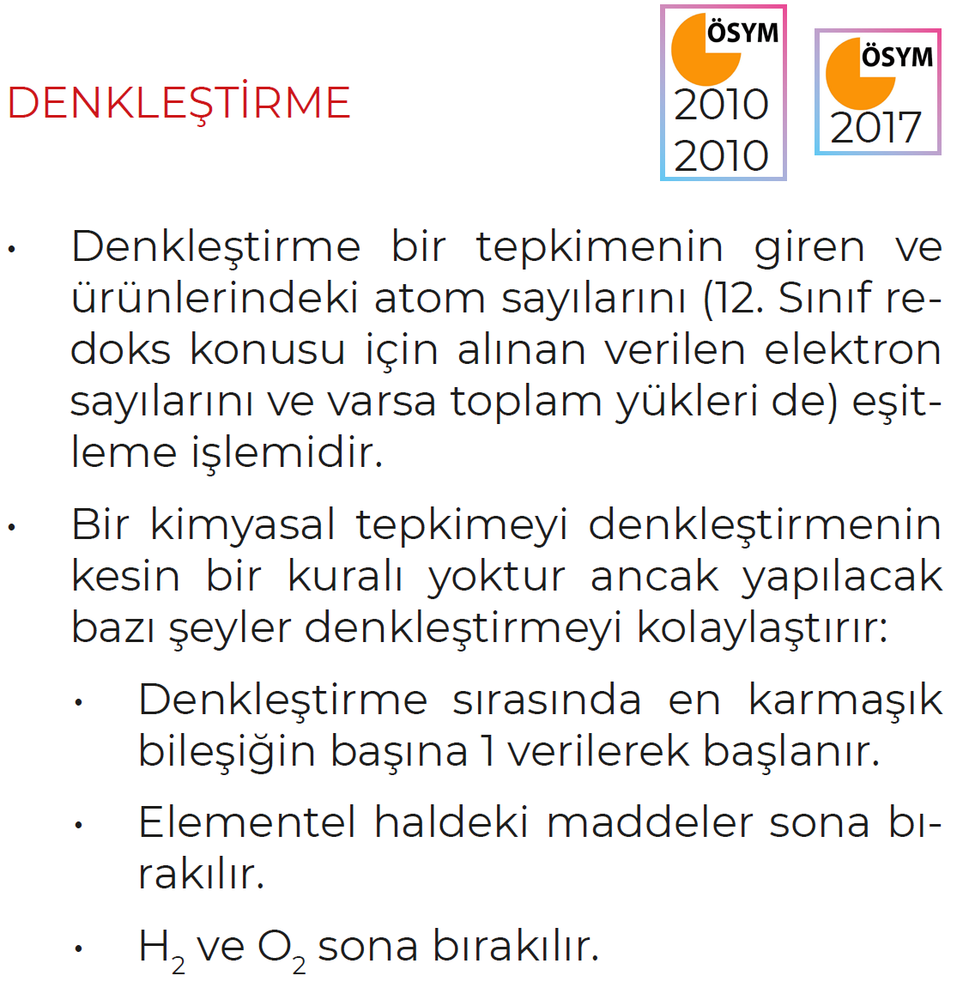 ÖSYM
2010
2010
ÖSYM
2017
DENKLEŞTİRME
• Denkleştirme bir tepkimenin giren ve
ürünlerindeki atom sayılarını (12. Sınıf re-
doks konusu için alınan verilen elektron
sayılarını ve varsa toplam yükleri de) eşit-
leme işlemidir.
• Bir kimyasal tepkimeyi denkleştirmenin
kesin bir kuralı yoktur ancak yapılacak
bazı şeyler denkleştirmeyi kolaylaştırır:
• Denkleştirme sırasında en karmaşık
bileşiğin başına 1 verilerek başlanır.
• Elementel haldeki maddeler sona bı-
rakılır.
• H₂ ve O₂ sona bırakılır.